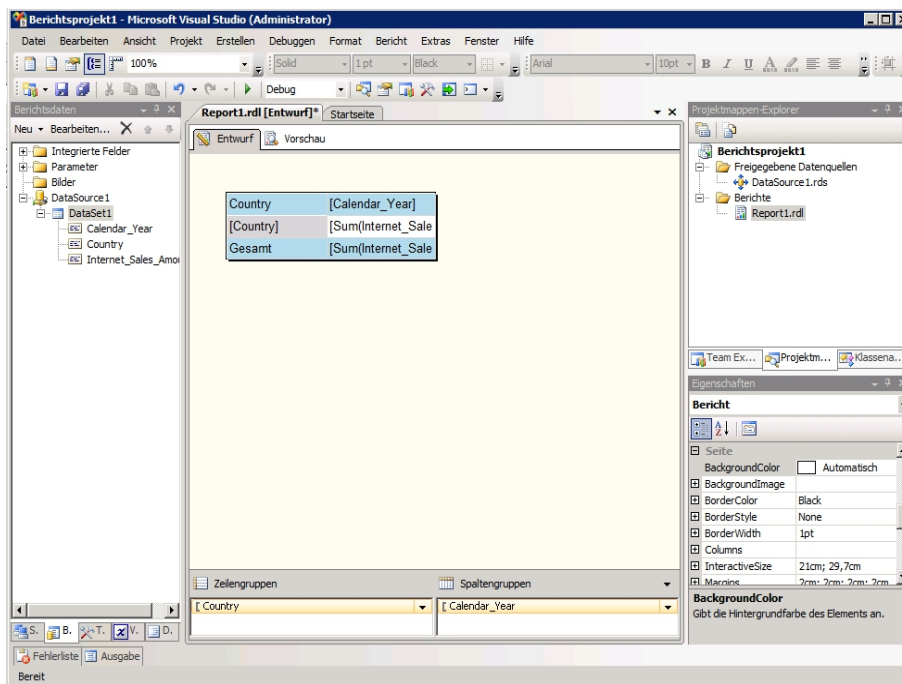 Berichtsprojekt1 - Microsoft Visual Studio (Administrator)
Datei Bearbeiten Ansicht Projekt Erstellen Debuggen Format Bericht Extras Fenster Hilfe
100% Solid 1 pt Black Arial 10pt B I U A
Debug
Berichtsdaten
Neu Bearbeiten...
Integrierte Felder
Parameter
Bilder
DataSource1
DataSet1
Calendar_Year
Country
Internet_Sales_Amou
S. B. T. V. D.
Report1.rdl [Entwurf]* Startseite
Entwurf Vorschau
Country [Calendar_Year]
[Country] [Sum(Internet_Sale
Gesamt [Sum(Internet_Sale
Zeilengruppen Spaltengruppen
[ Country [ Calendar_Year
Projektmappen-Explorer
Berichtsprojekt1
Freigegebene Datenquellen
DataSource1.rds
Berichte
Report1.rdl
Team Ex... Projektm... Klassena...
Eigenschaften
Bericht
Seite
BackgroundColor Automatisch
BackgroundImage
BorderColor Black
BorderStyle None
BorderWidth 1pt
Columns
InteractiveSize 21cm; 29,7cm
Margins 2cm; 2cm; 2cm; 2cm
BackgroundColor
Gibt die Hintergrundfarbe des Elements an.
Fehlerliste Ausgabe
Bereit